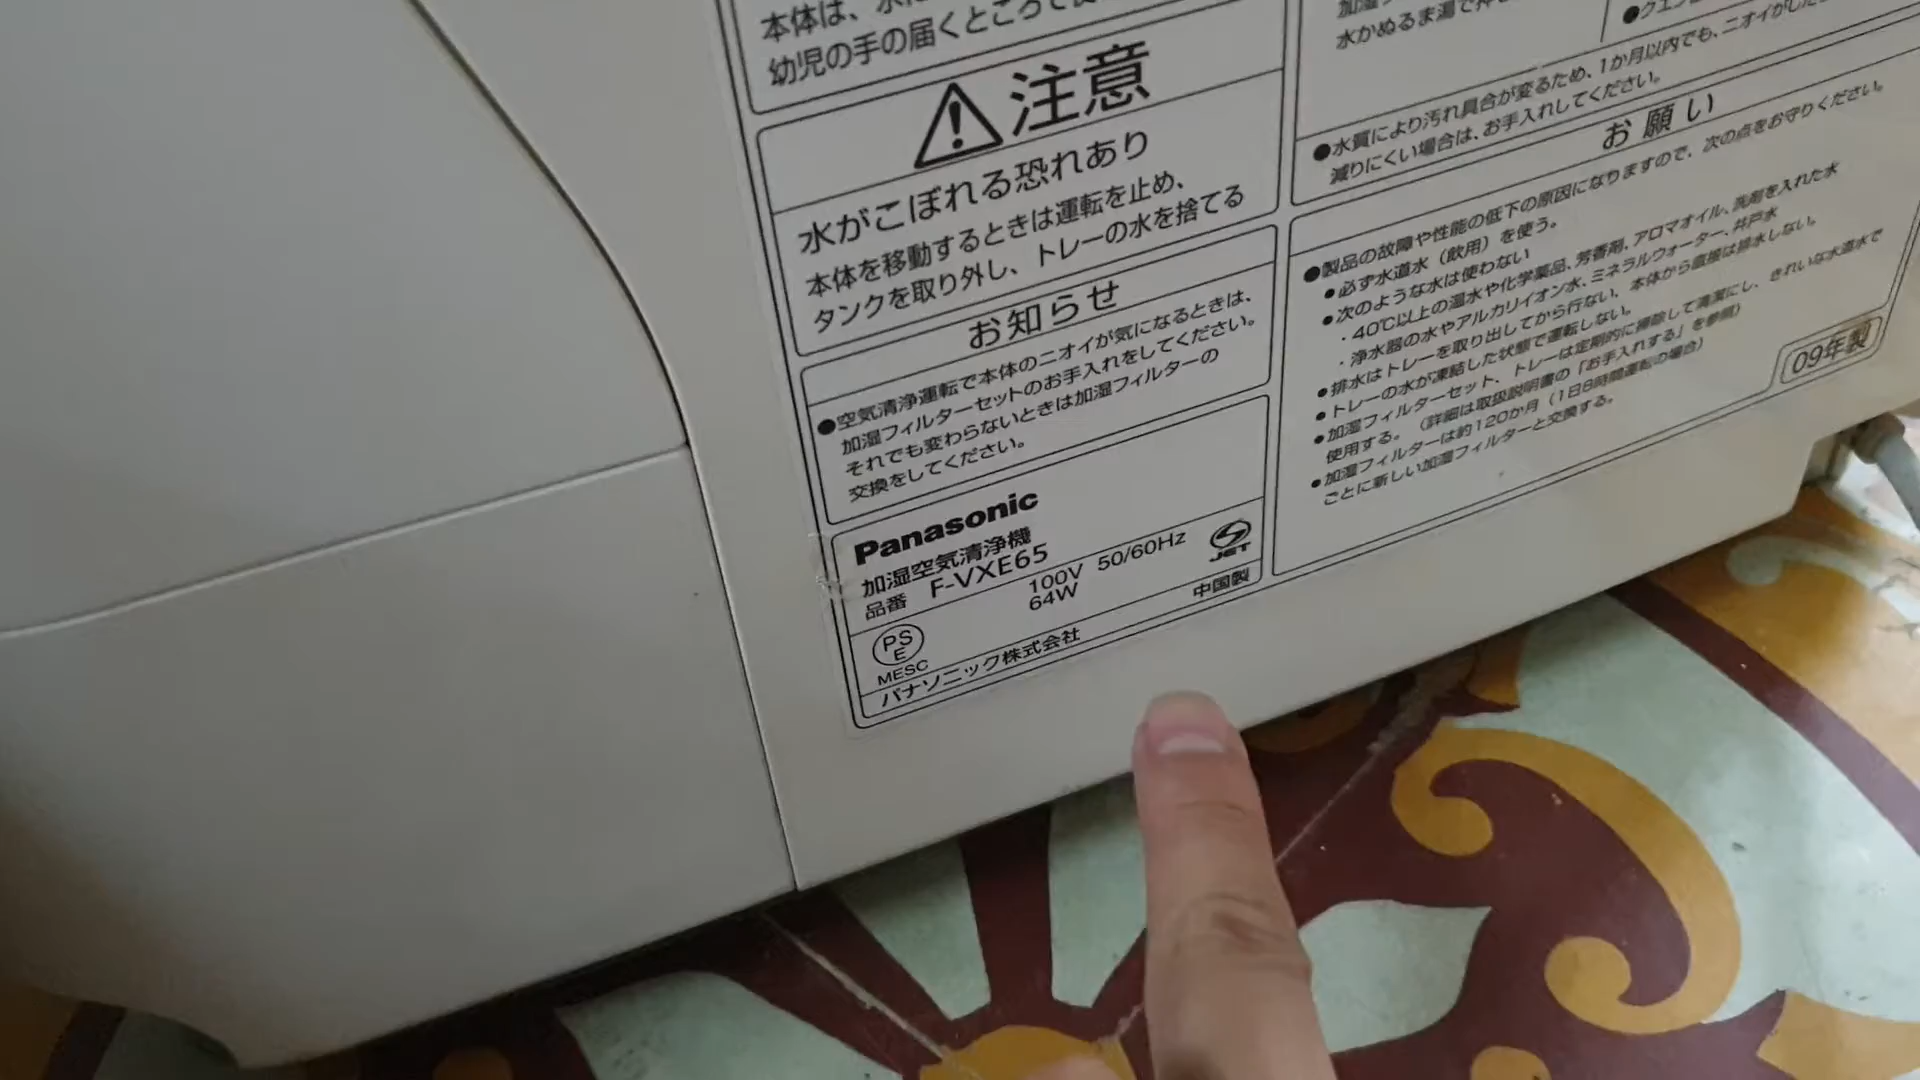 本体は、水に
幼児の手の届くところで
注意
水がこぼれる恐れあり
本体を移動するときは運転を止め、
タンクを取り外し、トレーの水を捨てる
お知らせ
●空気清浄運転で本体のニオイが気になるときは、
加湿フィルターセットのお手入れをしてください。
それでも変わらないときは加湿フィルターの
交換をしてください。
Panasonic
加湿空気清浄機
品番 F-VXE65
100V 50/60Hz
64W
JET
PS
E
MESC
中国製
パナソニック株式会社
水かぬるま湯で押し
●水質により汚れ具合が変るため、1か月以内でも、ニオイがした
減りにくい場合は、お手入れしてください。
お願い
●製品の故障や性能の低下の原因になりますので、次の点をお守りください。
●必ず水道水（飲用）を使う。
●次のような水は使わない
・40℃以上の温水や化学薬品、芳香剤、アロマオイル、洗剤を入れた水
・浄水器の水やアルカリイオン水、ミネラルウォーター、井戸水
●排水はトレーを取り出してから行ない、本体から直接は排水しない。
●トレーの水が凍結した状態で運転しない。
●加湿フィルターセット、トレーは定期的に掃除して清潔にし、きれいな水道水で
使用する。（詳細は取扱説明書の「お手入れする」を参照）
●加湿フィルターは約120か月（1日8時間運転の場合）
ごとに新しい加湿フィルターと交換する。
09年製